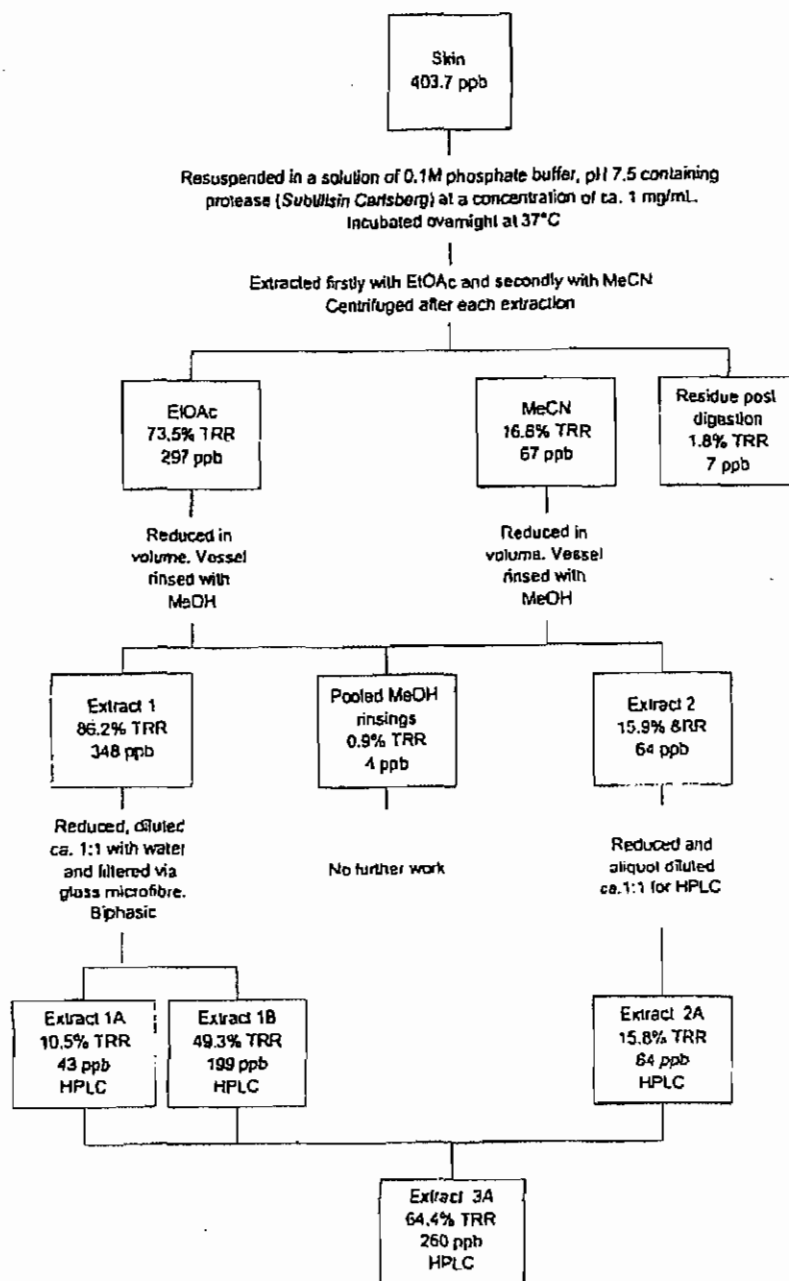 Skin
403.7 ppb
Resuspended in a solution of 0.1M phosphate buffer, pH 7.5 containing
protease (Subtilisin Carlsberg) at a concentration of ca. 1 mg/mL.
Incubated overnight at 37°C
Extracted firstly with EtOAc and secondly with MeCN
Centrifuged after each extraction
EtOAc
73.5% TRR
297 ppb
MeCN
16.6% TRR
67 ppb
Residue post
digestion
1.8% TRR
7 ppb
Reduced in
volume. Vessel
rinsed with
MeOH
Reduced in
volume. Vessel
rinsed with
MeOH
Extract 1
86.2% TRR
348 ppb
Pooled MeOH
rinsings
0.9% TRR
4 ppb
Extract 2
15.9% &RR
64 ppb
Reduced, diluted
ca. 1:1 with water
and filtered via
glass microfibre.
Biphasic
No further work
Reduced and
aliquot diluted
ca.1:1 for HPLC
Extract 1A
10.5% TRR
43 ppb
HPLC
Extract 1B
49.3% TRR
199 ppb
HPLC
Extract 2A
15.8% TRR
64 ppb
HPLC
Extract 3A
64.4% TRR
260 ppb
HPLC